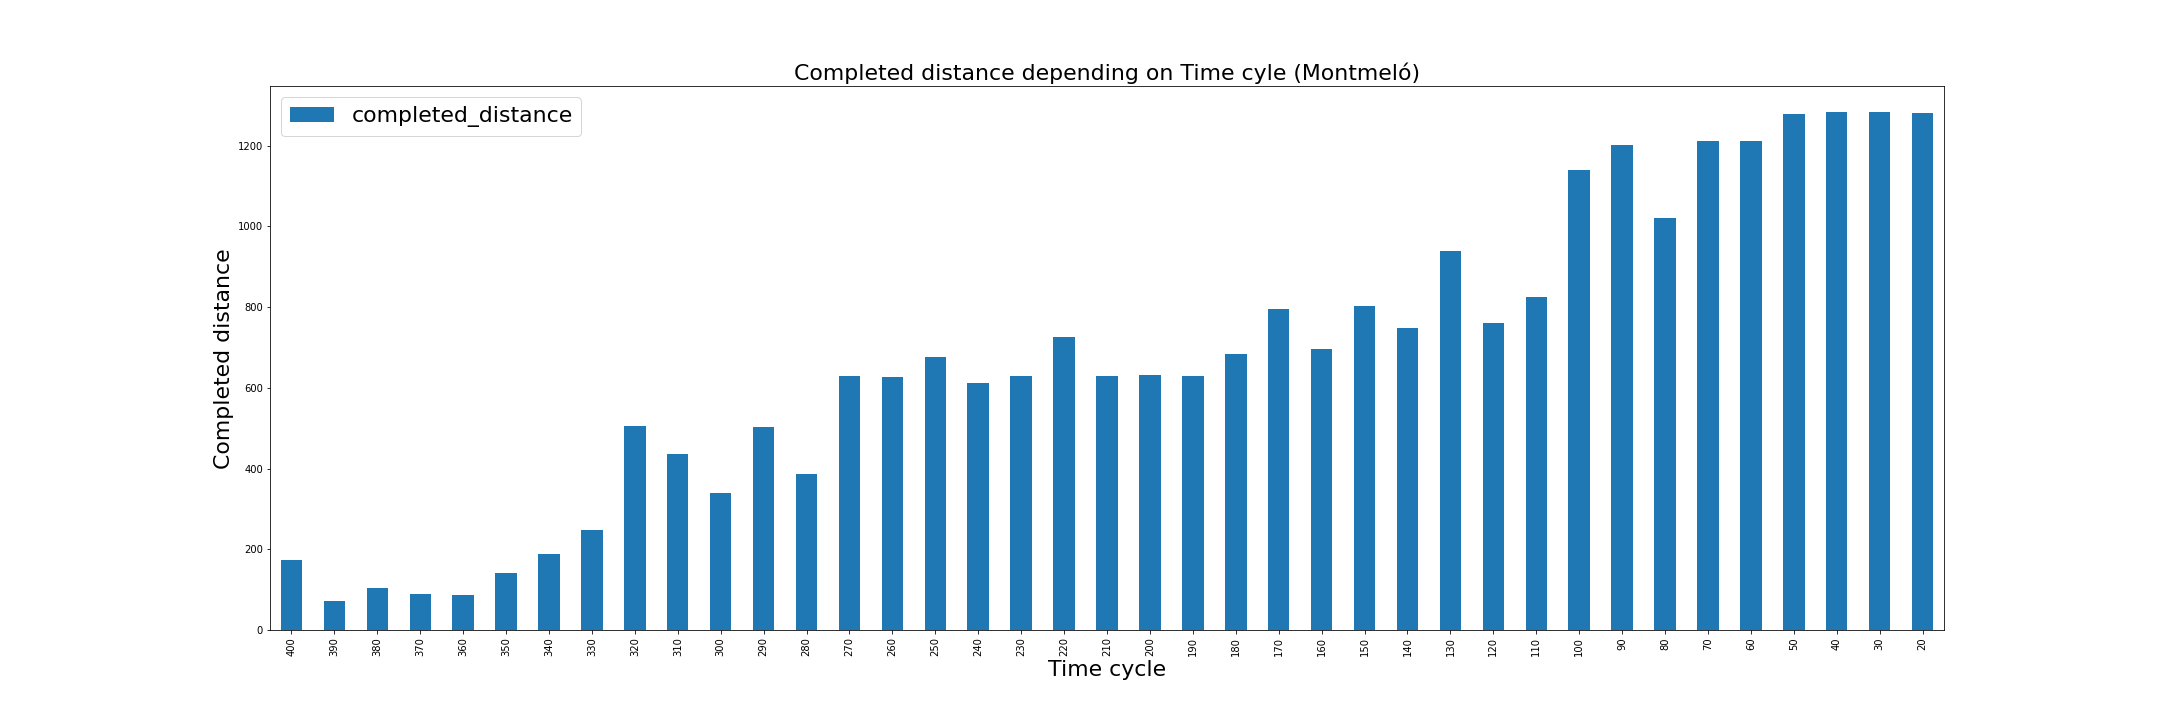 Completed distance depending on Time cyle (Montmeló)
completed_distance
Completed distance
1200
1000
800
600
400
200
0
400 390 380 370 360 350 340 330 320 310 300 290 280 270 260 250 240 230 220 210 200 190 180 170 160 150 140 130 120 110 100 90 80 70 60 50 40 30 20
Time cycle